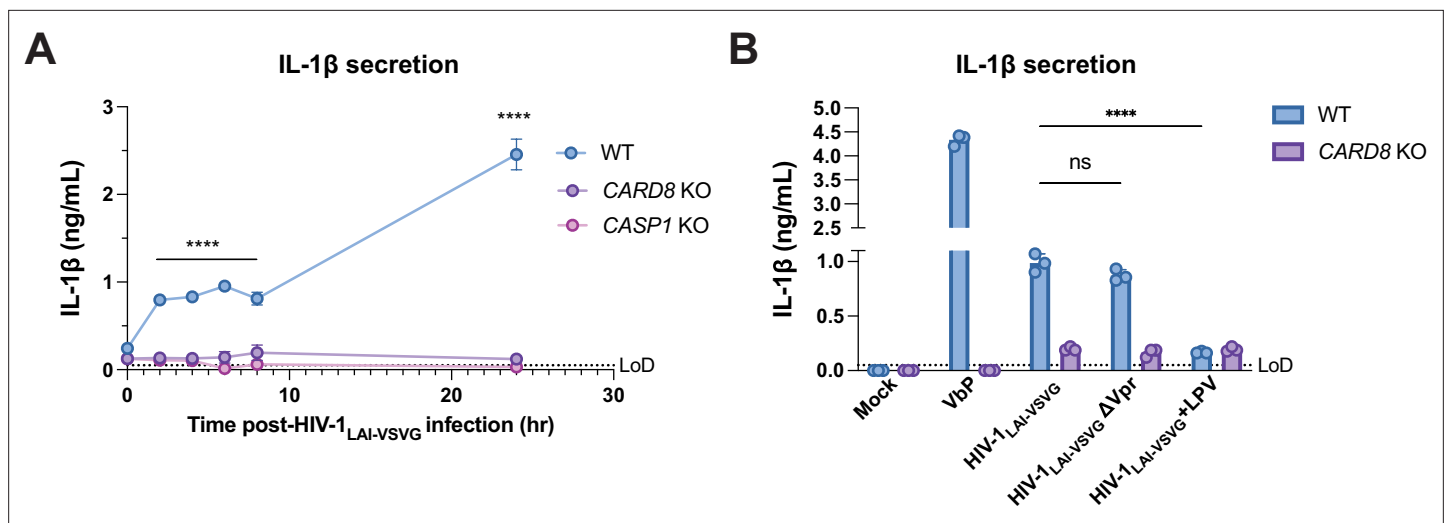 A
IL-1β secretion
IL-1β (ng/mL)
3
2
1
0
****
****
WT
CARD8 KO
CASP1 KO
LoD
0
10
20
30
Time post-HIV-1LAI-VSVG infection (hr)
B
IL-1β secretion
IL-1β (ng/mL)
5.0
4.5
4.0
3.5
3.0
2.5
1.0
0.5
0.0
****
ns
WT
CARD8 KO
LoD
Mock
VbP
HIV-1LAI-VSVG
HIV-1LAI-VSVG ΔVpr
HIV-1LAI-VSVG+LPV